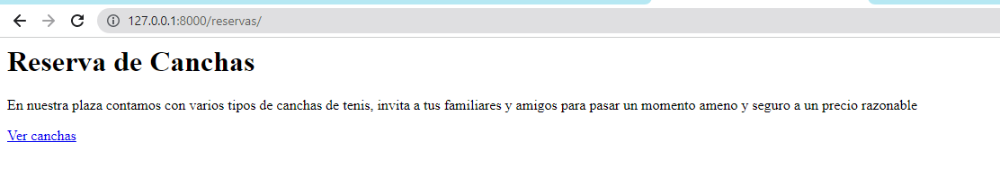 127.0.0.1:8000/reservas/
Reserva de Canchas
En nuestra plaza contamos con varios tipos de canchas de tenis, invita a tus familiares y amigos para pasar un momento ameno y seguro a un precio razonable
Ver canchas